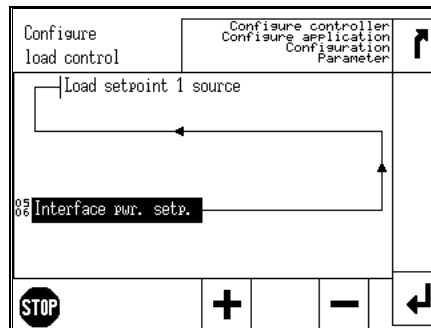 Configure
load control
Configure controller
Configure application
Configuration
Parameter
Load setpoint 1 source
05
06
Interface pwr. setp.
STOP
+
−